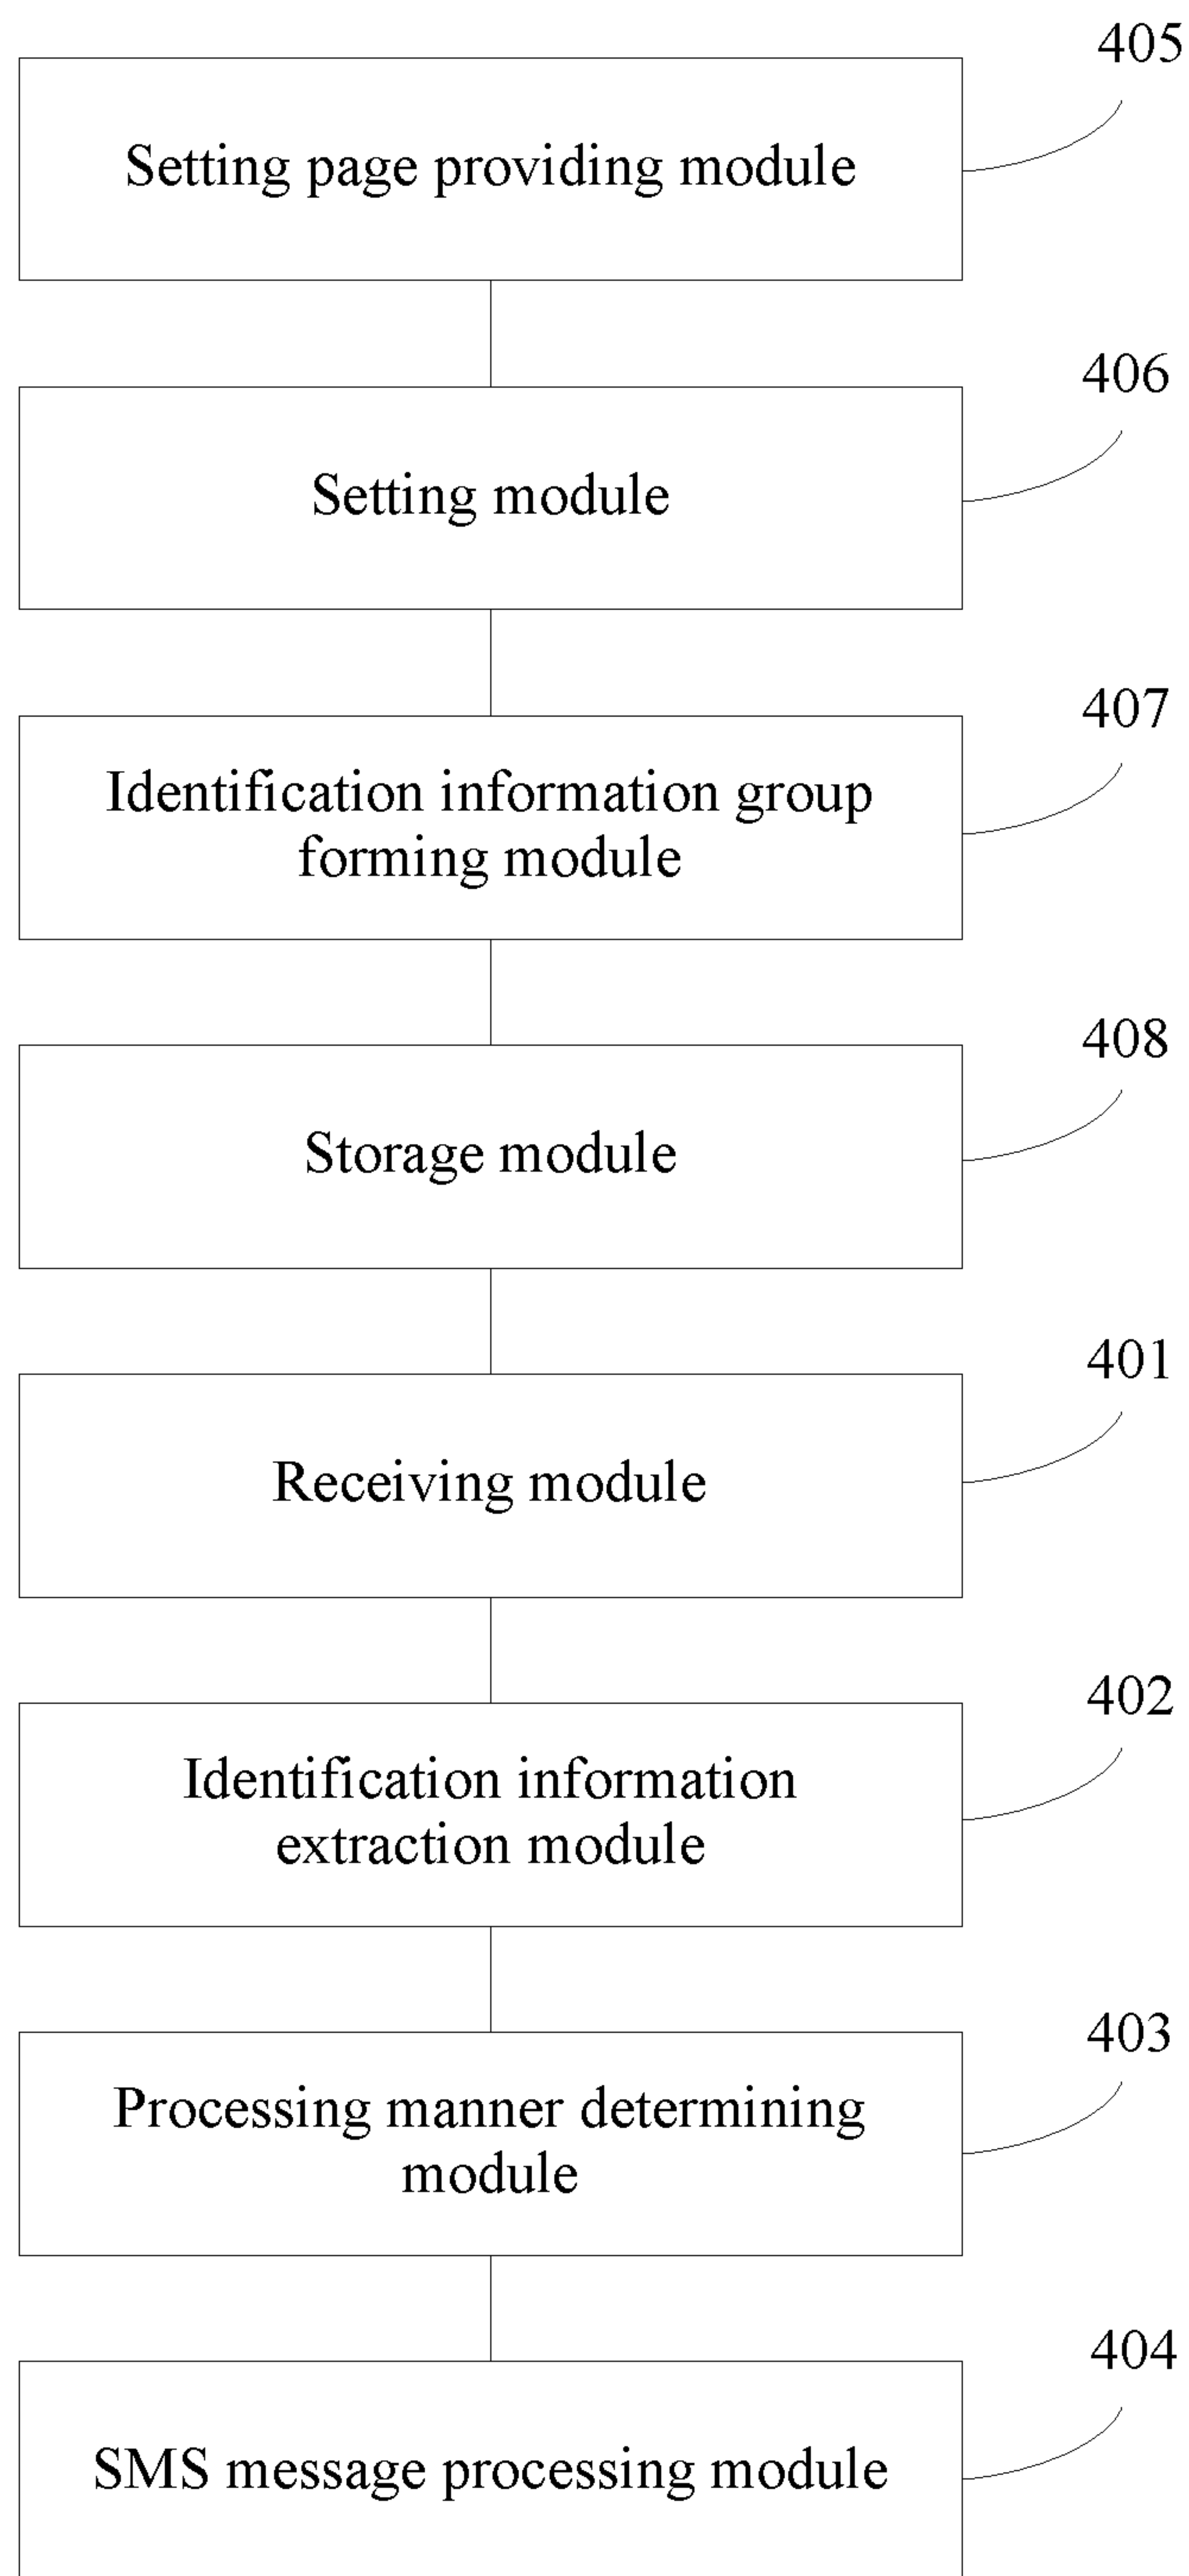 405
Setting page providing module
406
Setting module
407
Identification information group
forming module
408
Storage module
401
Receiving module
402
Identification information
extraction module
403
Processing manner determining
module
404
SMS message processing module